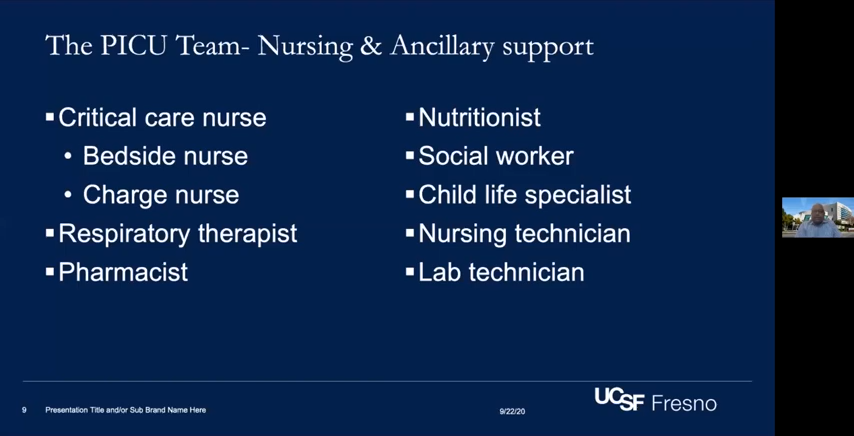 The PICU Team- Nursing & Ancillary support
▪Critical care nurse
• Bedside nurse
• Charge nurse
▪Respiratory therapist
▪Pharmacist
▪Nutritionist
▪Social worker
▪Child life specialist
▪Nursing technician
▪Lab technician
9 Presentation Title and/or Sub Brand Name Here
9/22/20
UCSF Fresno